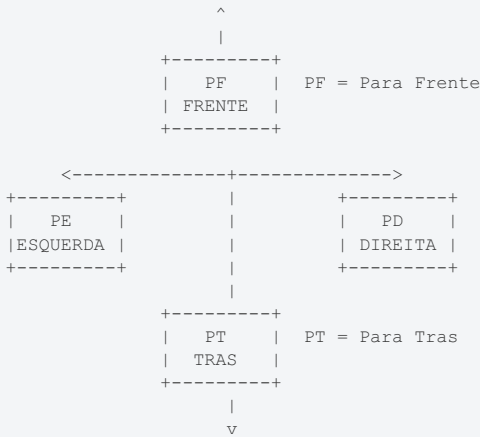 PF PF = Para Frente
FRENTE
PE PD
ESQUERDA DIREITA
PT PT = Para Tras
TRAS